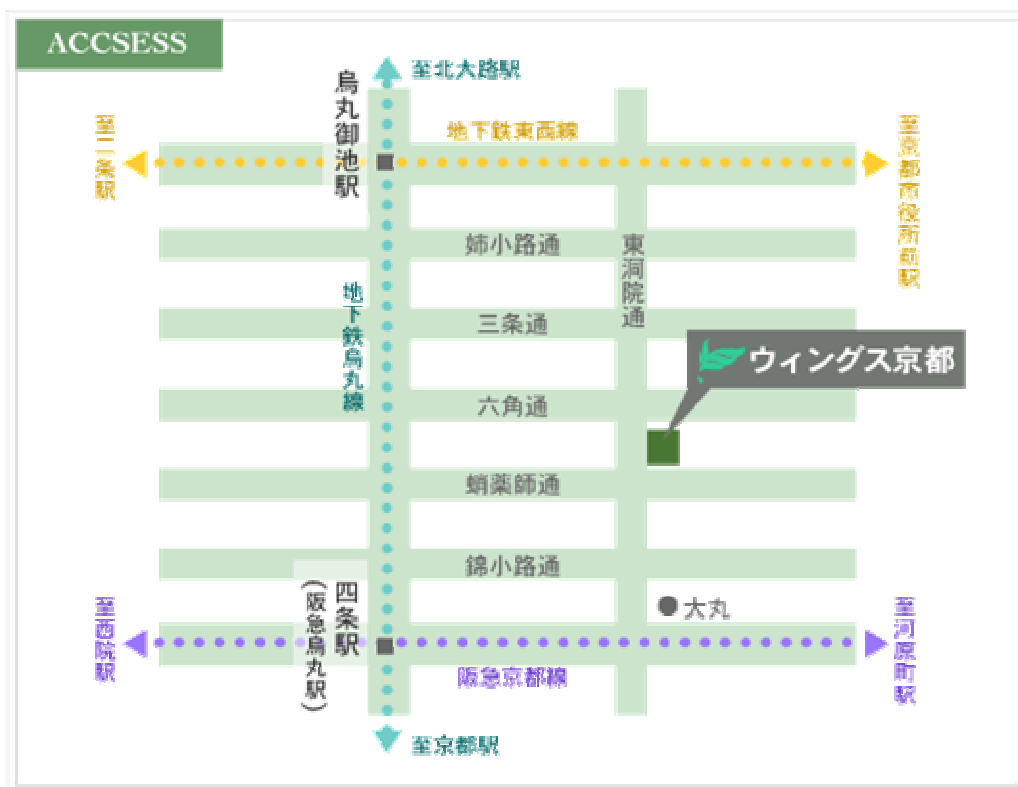 ACCSESS
至北大路駅
烏丸御池駅
地下鉄東西線
至二条駅
至京都市役所前駅
姉小路通
東洞院通
地下鉄烏丸線
三条通
ウィングス京都
六角通
蛸薬師通
錦小路通
四条駅
(阪急烏丸駅)
大丸
至西院駅
至河原町駅
阪急京都線
至京都駅